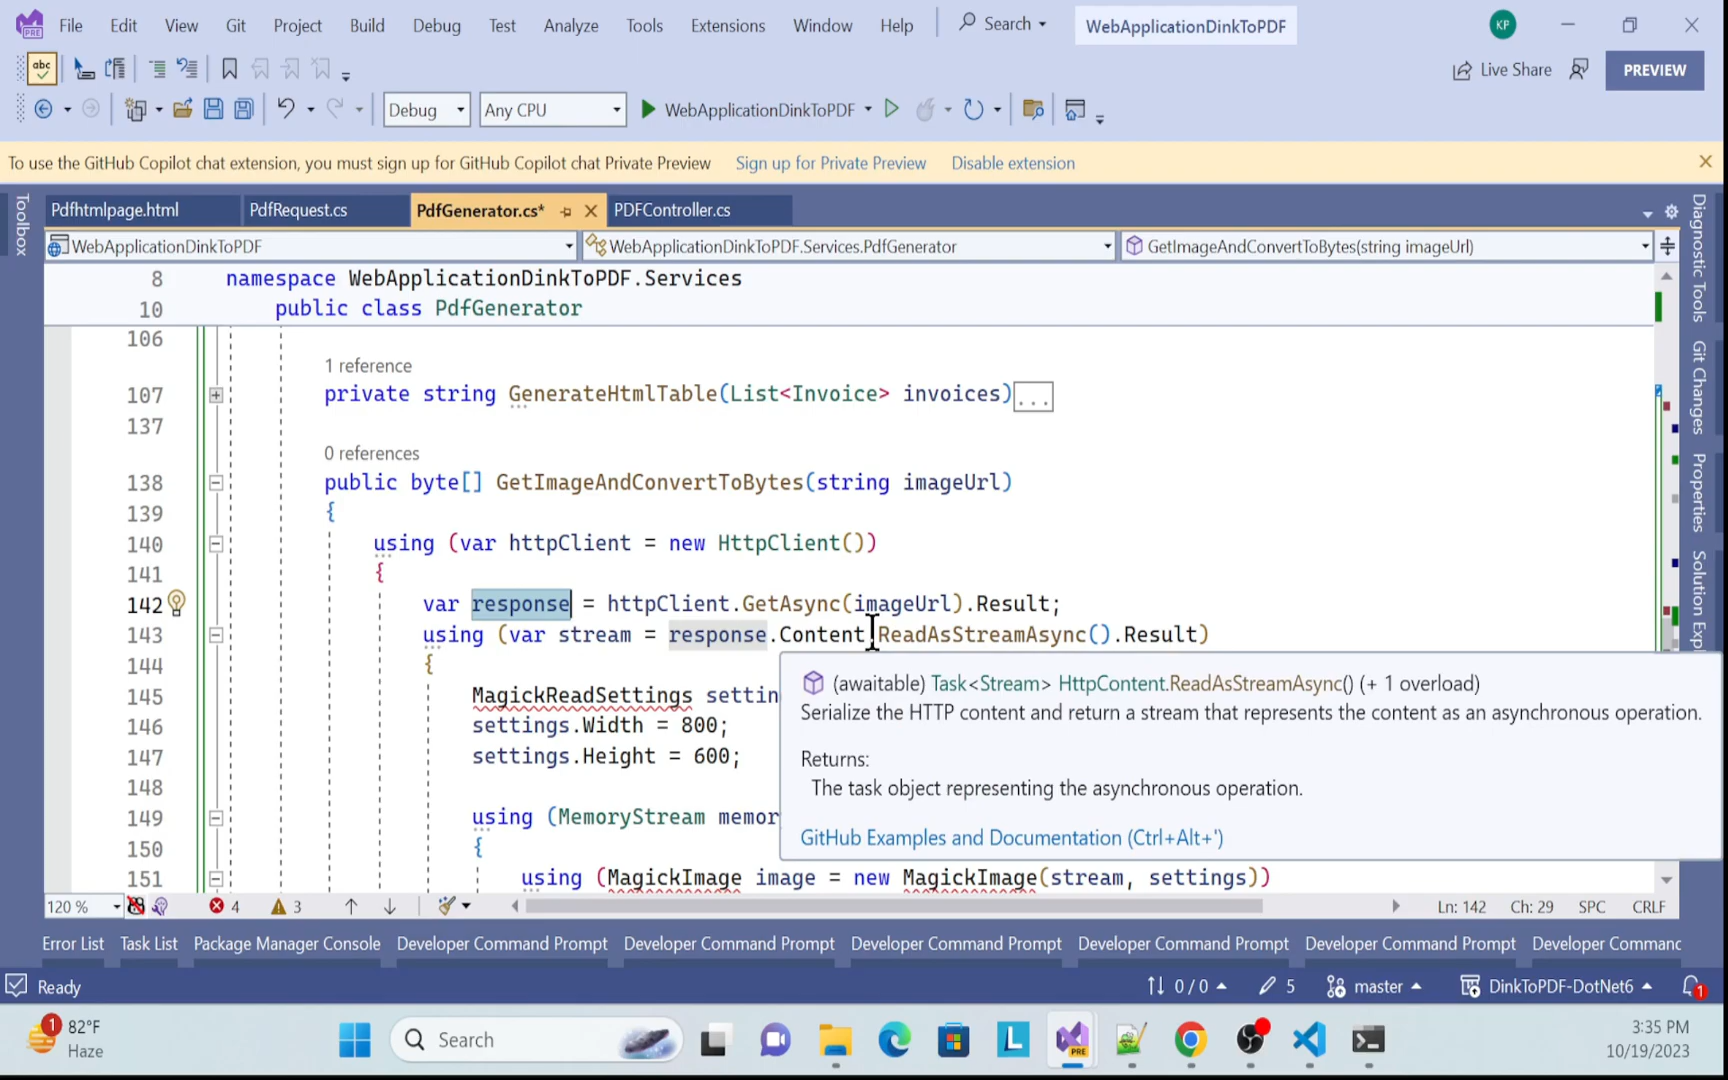 File Edit View Git Project Build Debug Test Analyze Tools Extensions Window Help Search WebApplicationDinkToPDF KP
PRE
abc Live Share PREVIEW
Debug Any CPU WebApplicationDinkToPDF
To use the GitHub Copilot chat extension, you must sign up for GitHub Copilot chat Private Preview Sign up for Private Preview Disable extension
Toolbox
Pdfhtmlpage.html PdfRequest.cs PdfGenerator.cs* PDFController.cs
WebApplicationDinkToPDF WebApplicationDinkToPDF.Services.PdfGenerator GetImageAndConvertToBytes(string imageUrl)
8 namespace WebApplicationDinkToPDF.Services
10 public class PdfGenerator
106
1 reference
107 private string GenerateHtmlTable(List<Invoice> invoices)...
137
0 references
138 public byte[] GetImageAndConvertToBytes(string imageUrl)
139 {
140 using (var httpClient = new HttpClient())
141 {
142 var response = httpClient.GetAsync(imageUrl).Result;
143 using (var stream = response.Content.ReadAsStreamAsync().Result)
144 {
145 MagickReadSettings settin
146 settings.Width = 800;
147 settings.Height = 600;
148
149 using (MemoryStream memor
150 {
151 using (MagickImage image = new MagickImage(stream, settings))
(awaitable) Task<Stream> HttpContent.ReadAsStreamAsync() (+ 1 overload)
Serialize the HTTP content and return a stream that represents the content as an asynchronous operation.
Returns:
The task object representing the asynchronous operation.
GitHub Examples and Documentation (Ctrl+Alt+')
Diagnostic Tools
Git Changes
Properties
Solution Expl
120 % 4 3 Ln: 142 Ch: 29 SPC CRLF
Error List Task List Package Manager Console Developer Command Prompt Developer Command Prompt Developer Command Prompt Developer Command Prompt Developer Command Prompt Developer Commanc
Ready 0 / 0 5 master DinkToPDF-DotNet6 1
1 82°F
Haze
Search
L
PRE
3:35 PM
10/19/2023